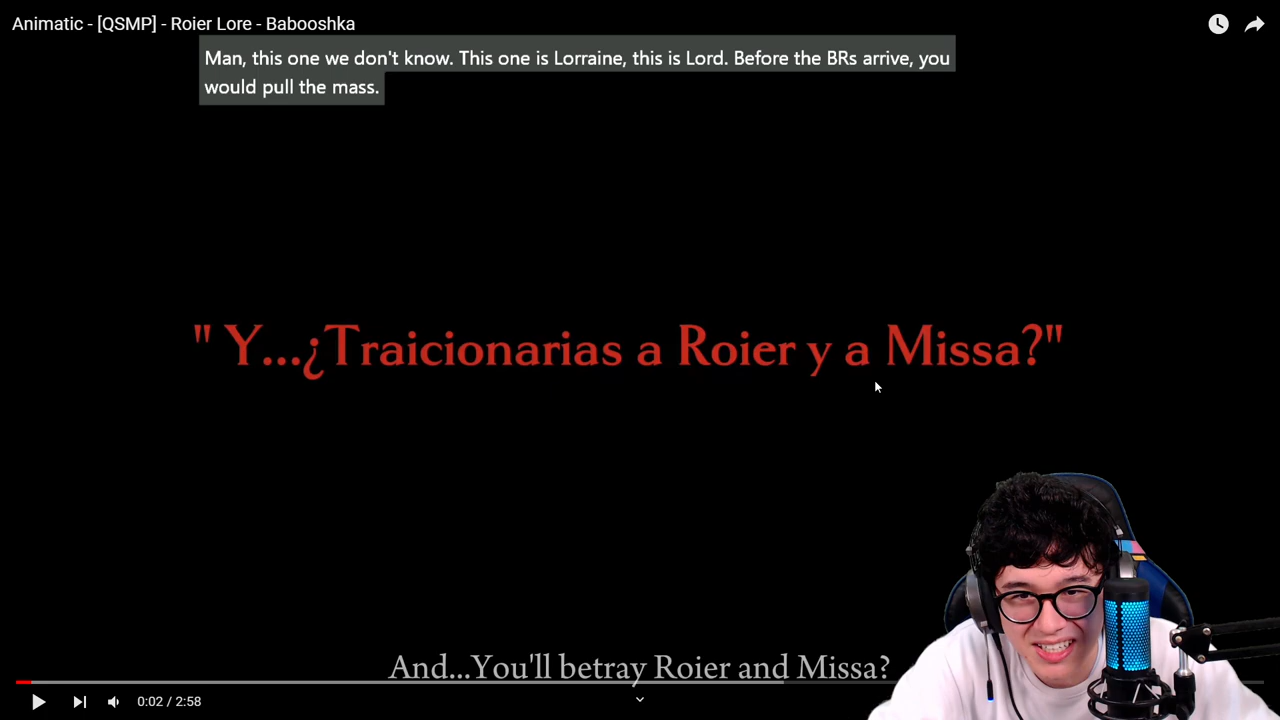 Animatic - [QSMP] - Roier Lore - Babooshka
Man, this one we don't know. This one is Lorraine, this is Lord. Before the BRs arrive, you
would pull the mass.
" Y...¿Traicionarias a Roier y a Missa?"
And...You'll betray Roier and Missa?
0:02 / 2:58